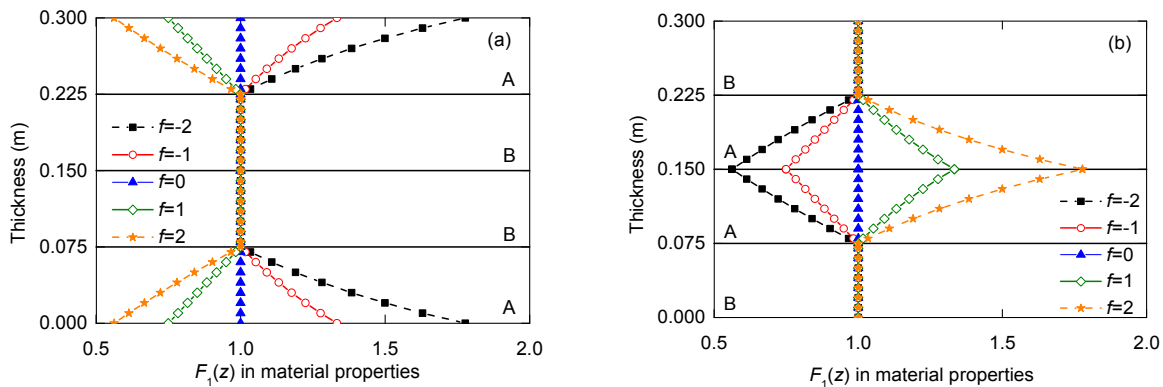 0.300
(a)
A
0.225
B
f=-2
f=-1
0.150
f=0
B
f=1
f=2
0.075
A
0.000
0.5
1.0
1.5
2.0
Thickness (m)
F₁(z) in material properties
0.300
(b)
B
0.225
A
0.150
f=-2
A
f=-1
0.075
f=0
f=1
B
f=2
0.000
0.5
1.0
1.5
2.0
Thickness (m)
F₁(z) in material properties